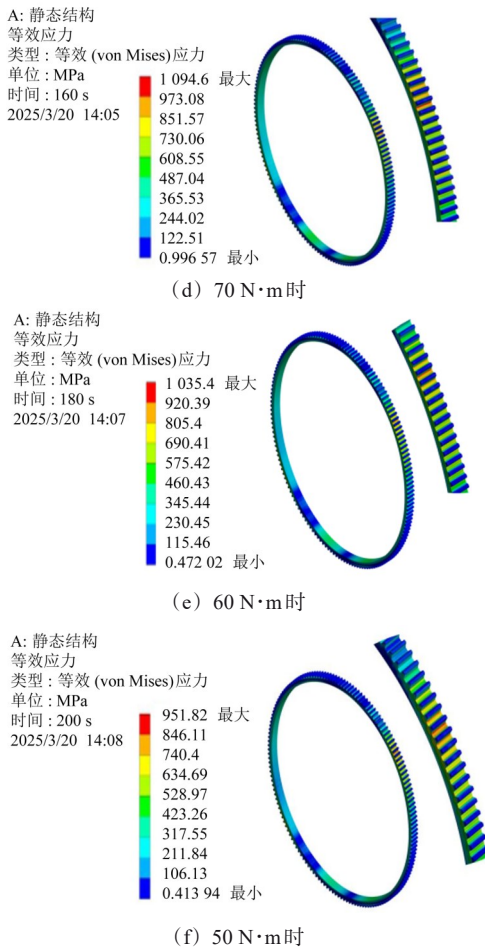 A: 静态结构
等效应力
类型 : 等效 (von Mises)应力
单位 : MPa
时间 : 160 s
2025/3/20 14:05
1 094.6 最大
973.08
851.57
730.06
608.55
487.04
365.53
244.02
122.51
0.996 57 最小
(d) 70 N·m时
A: 静态结构
等效应力
类型 : 等效 (von Mises)应力
单位 : MPa
时间 : 180 s
2025/3/20 14:07
1 035.4 最大
920.39
805.4
690.41
575.42
460.43
345.44
230.45
115.46
0.472 02 最小
(e) 60 N·m时
A: 静态结构
等效应力
类型 : 等效 (von Mises)应力
单位 : MPa
时间 : 200 s
2025/3/20 14:08
951.82 最大
846.11
740.4
634.69
528.97
423.26
317.55
211.84
106.13
0.413 94 最小
(f) 50 N·m时